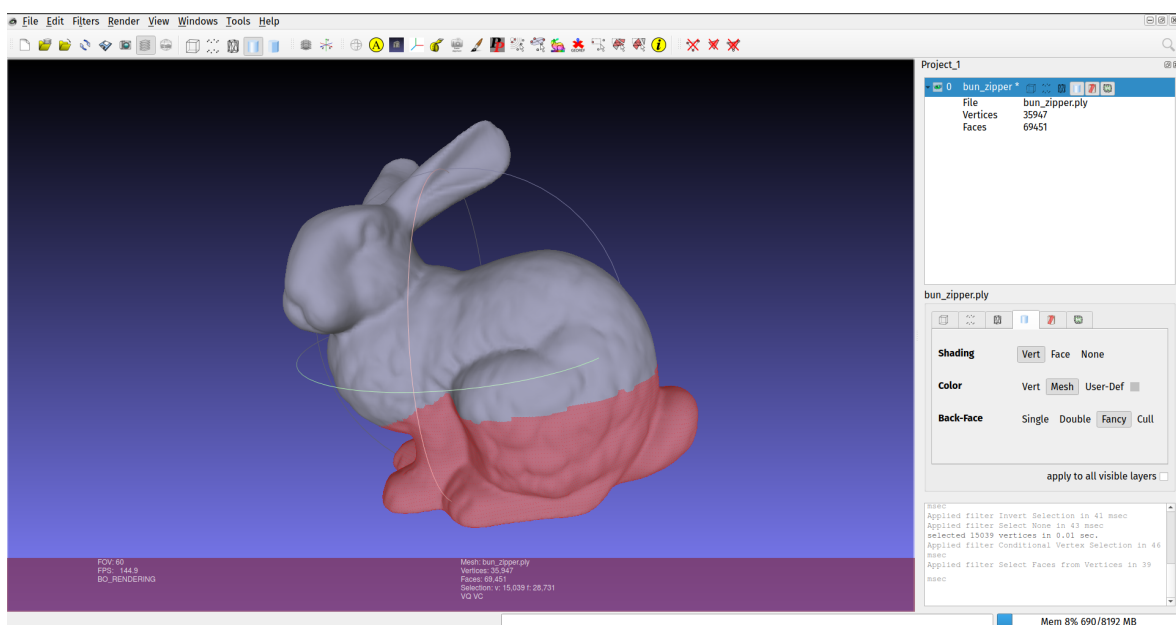 File Edit Filters Render View Windows Tools Help
Project_1
0 bun_zipper *
File bun_zipper.ply
Vertices 35947
Faces 69451
bun_zipper.ply
Shading Vert Face None
Color Vert Mesh User-Def
Back-Face Single Double Fancy Cull
apply to all visible layers
msec
Applied filter Invert Selection in 41 msec
Applied filter Select None in 43 msec
selected 15039 vertices in 0.01 sec.
Applied filter Conditional Vertex Selection in 46
msec
Applied filter Select Faces from Vertices in 39
msec
FOV: 60
FPS: 144.9
BO_RENDERING
Mesh: bun_zipper.ply
Vertices: 35,947
Faces: 69,451
Selection: v: 15,039 f: 28,731
VQ VC
Mem 8% 690/8192 MB